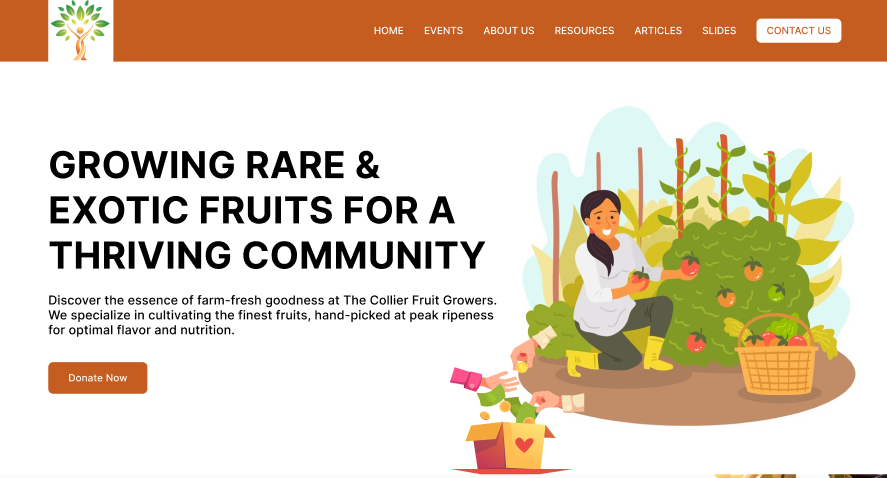 HOME EVENTS ABOUT US RESOURCES ARTICLES SLIDES CONTACT US
GROWING RARE &
EXOTIC FRUITS FOR A
THRIVING COMMUNITY
Discover the essence of farm-fresh goodness at The Collier Fruit Growers.
We specialize in cultivating the finest fruits, hand-picked at peak ripeness
for optimal flavor and nutrition.
Donate Now